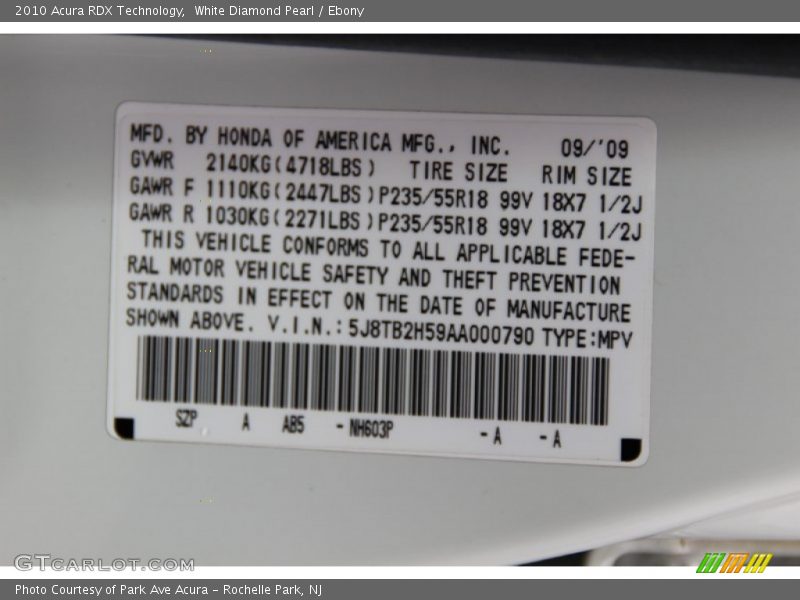 2010 Acura RDX Technology,  White Diamond Pearl / Ebony
MFD. BY HONDA OF AMERICA MFG., INC. 09/'09
GVWR 2140KG(4718LBS) TIRE SIZE RIM SIZE
GAWR F 1110KG(2447LBS)P235/55R18 99V 18X7 1/2J
GAWR R 1030KG(2271LBS)P235/55R18 99V 18X7 1/2J
THIS VEHICLE CONFORMS TO ALL APPLICABLE FEDE-
RAL MOTOR VEHICLE SAFETY AND THEFT PREVENTION
STANDARDS IN EFFECT ON THE DATE OF MANUFACTURE
SHOWN ABOVE. V.I.N.: 5J8TB2H59AA000790 TYPE:MPV
SZP A AB5 - NH603P - A - A
GTCARLOT.COM
Photo Courtesy of Park Ave Acura - Rochelle Park, NJ